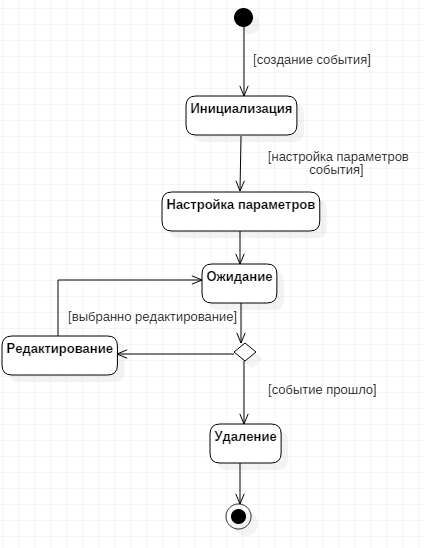 [создание события]
Инициализация
[настройка параметров
события]
Настройка параметров
Ожидание
[выбранно редактирование]
Редактирование
[событие прошло]
Удаление